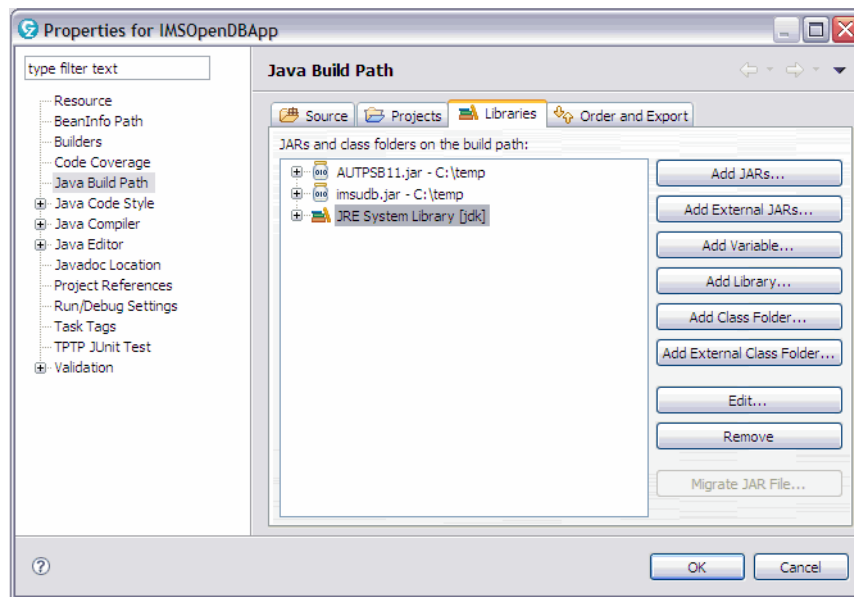 Properties for IMSOpenDBApp
type filter text
Resource
BeanInfo Path
Builders
Code Coverage
Java Build Path
Java Code Style
Java Compiler
Java Editor
Javadoc Location
Project References
Run/Debug Settings
Task Tags
TPTP JUnit Test
Validation
Java Build Path
Source Projects Libraries Order and Export
JARs and class folders on the build path:
AUTPSB11.jar - C:\temp
imsudb.jar - C:\temp
JRE System Library [jdk]
Add JARs...
Add External JARs...
Add Variable...
Add Library...
Add Class Folder...
Add External Class Folder...
Edit...
Remove
Migrate JAR File...
OK Cancel